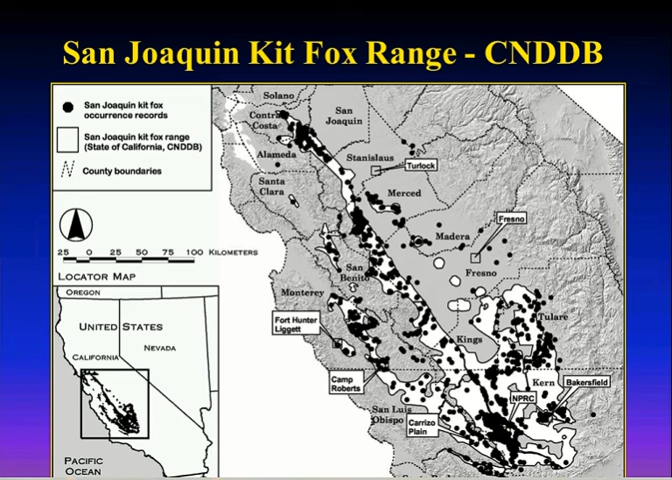 San Joaquin Kit Fox Range - CNDDB
San Joaquin kit fox
occurrence records
San Joaquin kit fox range
(State of California, CNDDB)
County boundaries
25 0 25 50 75 100 KILOMETERS
LOCATOR MAP
OREGON
UNITED STATES
NEVADA
CALIFORNIA
PACIFIC
OCEAN
Solano
San
Joaquin
Contra
Costa
Alameda
Stanislaus
Turlock
Santa
Clara
Merced
Fresno
Madera
San
Benito
Fresno
Monterey
Fort Hunter
Liggett
Tulare
Kings
Camp
Roberts
Kern
Bakersfield
NPRC
San Luis
Obispo
Carrizo
Plain